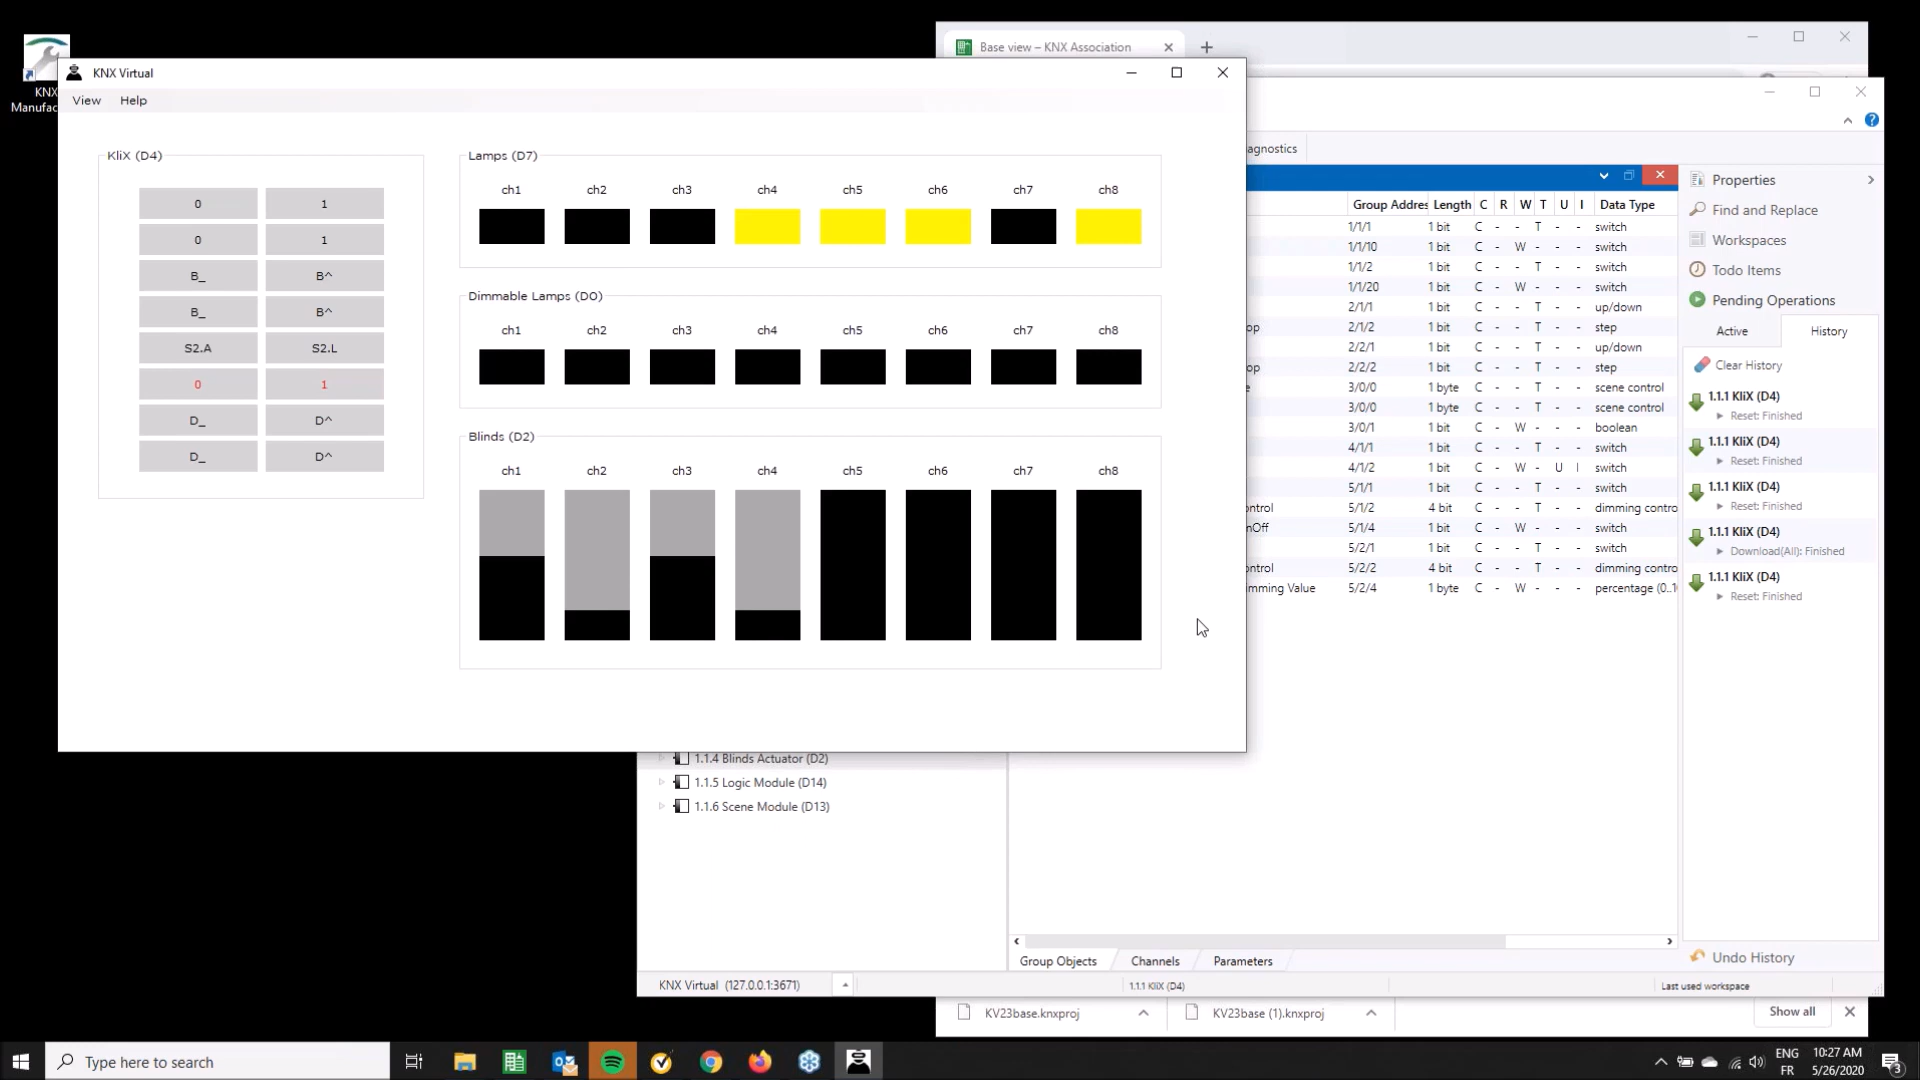 KNX
Manufac
Base view – KNX Association
KNX Virtual
View Help
KliX (D4)
0 1
0 1
B_ B^
B_ B^
S2.A S2.L
0 1
D_ D^
D_ D^
Lamps (D7)
ch1 ch2 ch3 ch4 ch5 ch6 ch7 ch8
Dimmable Lamps (D0)
ch1 ch2 ch3 ch4 ch5 ch6 ch7 ch8
Blinds (D2)
ch1 ch2 ch3 ch4 ch5 ch6 ch7 ch8
agnostics
Group Addres Length C R W T U I Data Type
1/1/1 1 bit C - - T - - switch
1/1/10 1 bit C - W - - - switch
1/1/2 1 bit C - - T - - switch
1/1/20 1 bit C - W - - - switch
2/1/1 1 bit C - - T - - up/down
op 2/1/2 1 bit C - - T - - step
2/2/1 1 bit C - - T - - up/down
op 2/2/2 1 bit C - - T - - step
e 3/0/0 1 byte C - - T - - scene control
3/0/0 1 byte C - - T - - scene control
3/0/1 1 bit C - W - - - boolean
4/1/1 1 bit C - - T - - switch
4/1/2 1 bit C - W - U I switch
5/1/1 1 bit C - - T - - switch
ontrol 5/1/2 4 bit C - - T - - dimming contro
nOff 5/1/4 1 bit C - W - - - switch
5/2/1 1 bit C - - T - - switch
ontrol 5/2/2 4 bit C - - T - - dimming contro
imming Value 5/2/4 1 byte C - W - - - percentage (0..1
Properties
Find and Replace
Workspaces
Todo Items
Pending Operations
Active History
Clear History
1.1.1 KliX (D4)
Reset: Finished
1.1.1 KliX (D4)
Reset: Finished
1.1.1 KliX (D4)
Reset: Finished
1.1.1 KliX (D4)
Download(All): Finished
1.1.1 KliX (D4)
Reset: Finished
Undo History
1.1.4 Blinds Actuator (D2)
1.1.5 Logic Module (D14)
1.1.6 Scene Module (D13)
Group Objects Channels Parameters
KNX Virtual (127.0.0.1:3671) 1.1.1 KliX (D4) Last used workspace
KV23base.knxproj KV23base (1).knxproj Show all
Type here to search
ENG
FR
10:27 AM
5/26/2020
3